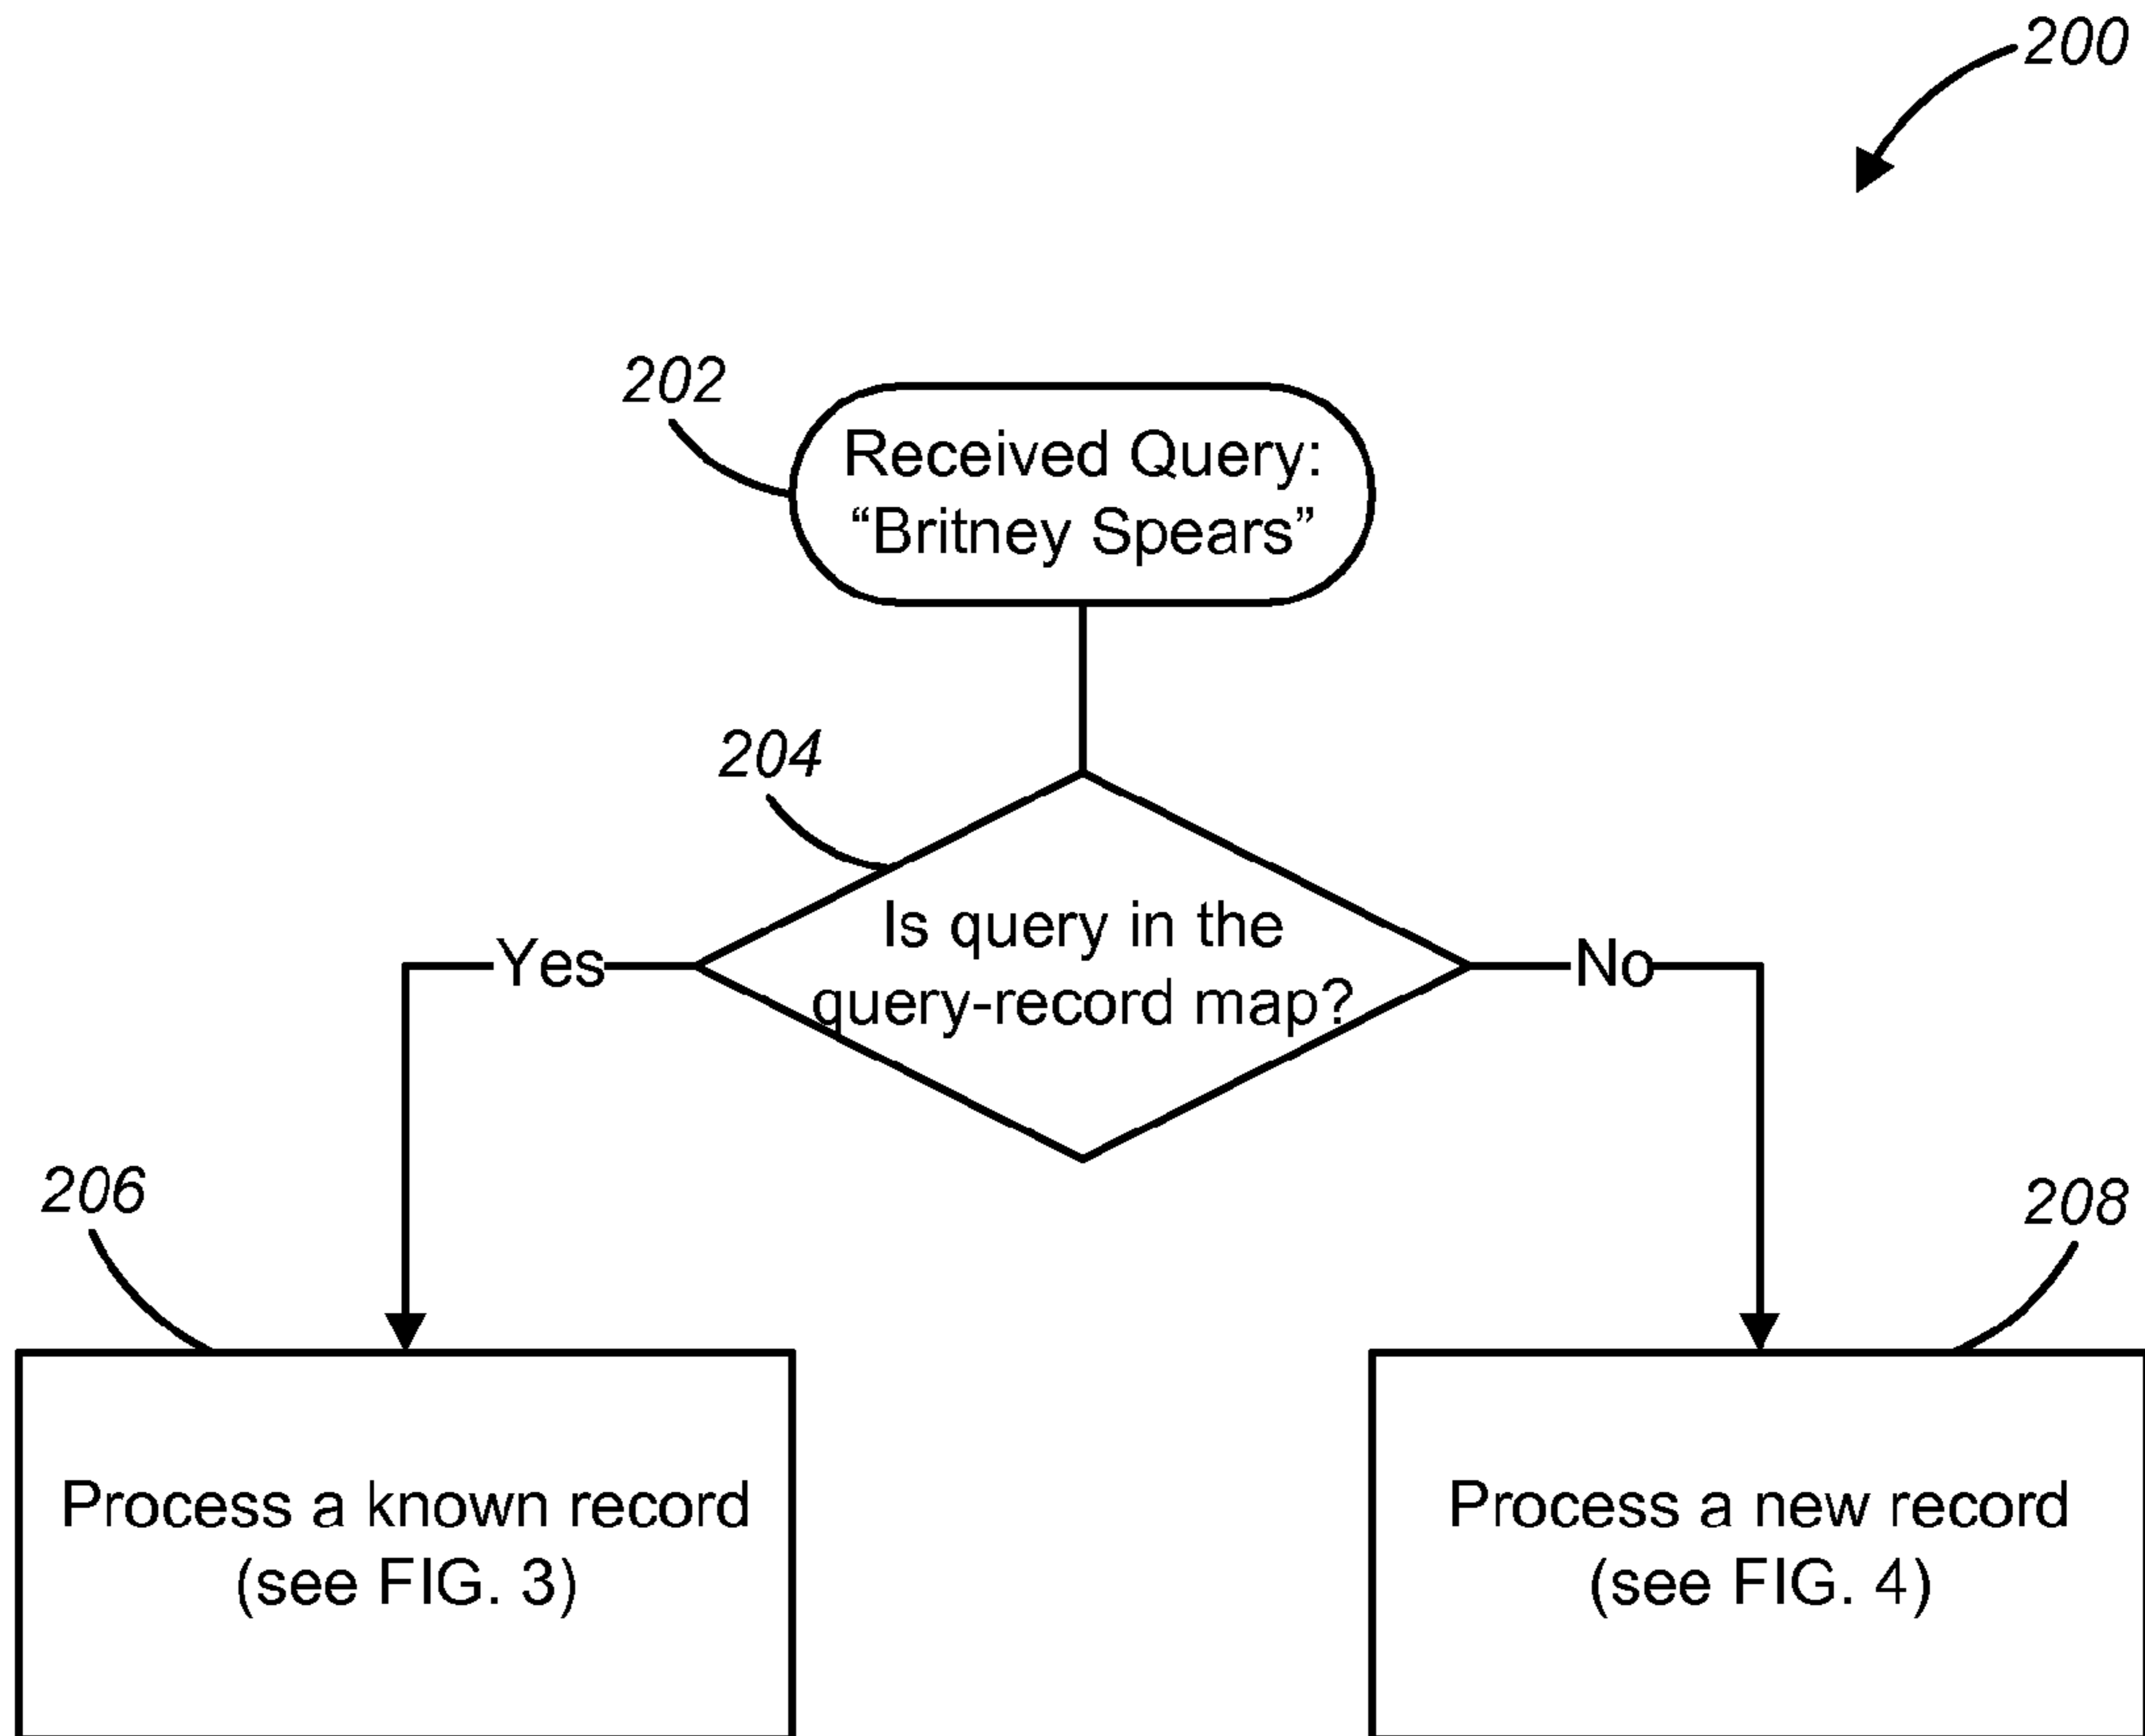 200
202
Received Query:
“Britney Spears”
204
Is query in the
query-record map?
Yes
No
206
208
Process a known record
(see FIG. 3)
Process a new record
(see FIG. 4)